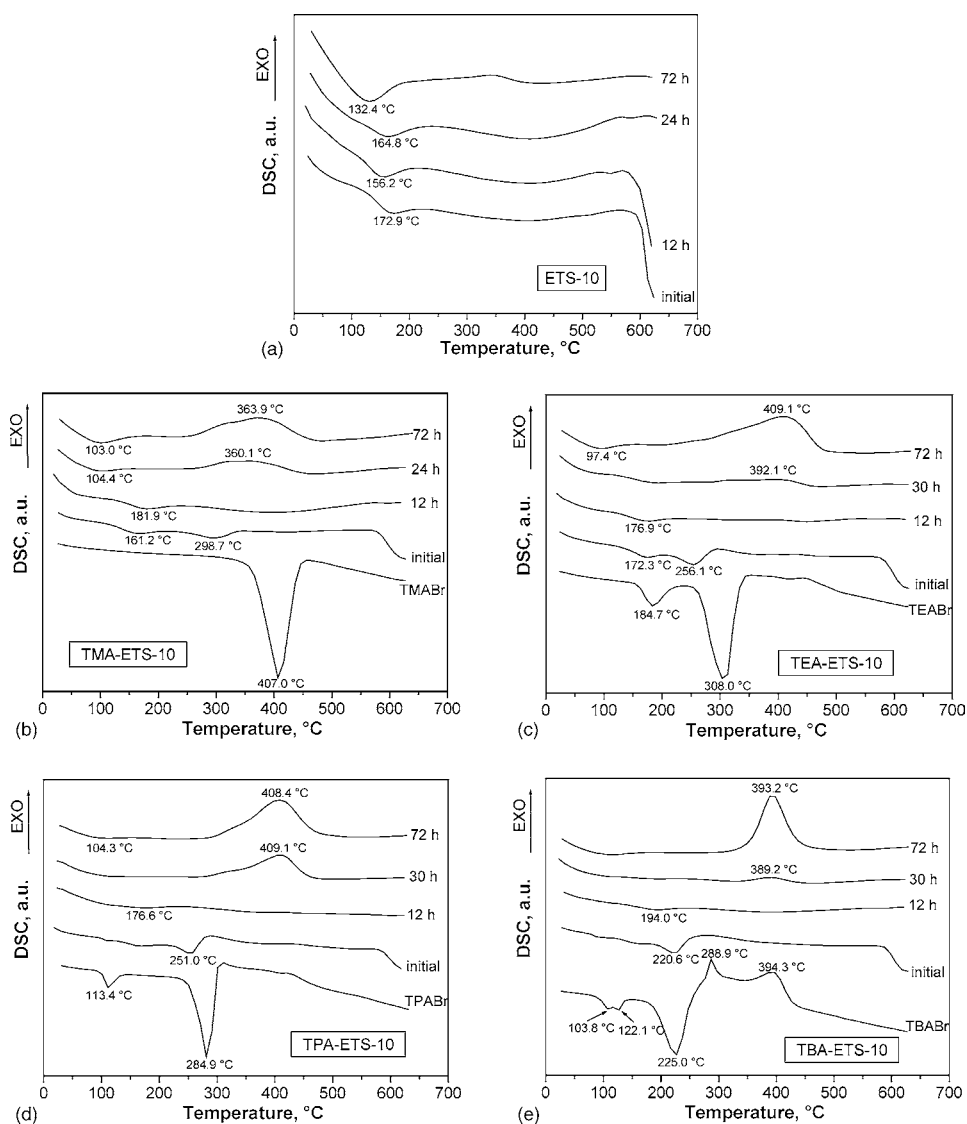 EXO
DSC, a.u.
72 h
132.4 °C
24 h
164.8 °C
156.2 °C
172.9 °C
12 h
ETS-10
initial
0 100 200 300 400 500 600 700
(a)
Temperature, °C
EXO
DSC, a.u.
363.9 °C
72 h
103.0 °C
360.1 °C
24 h
104.4 °C
12 h
181.9 °C
161.2 °C
298.7 °C
initial
TMABr
TMA-ETS-10
407.0 °C
0 100 200 300 400 500 600 700
(b)
Temperature, °C
EXO
DSC, a.u.
409.1 °C
97.4 °C
72 h
392.1 °C
30 h
176.9 °C
12 h
172.3 °C
256.1 °C
initial
184.7 °C
TEABr
TEA-ETS-10
308.0 °C
0 100 200 300 400 500 600 700
(c)
Temperature, °C
EXO
DSC, a.u.
408.4 °C
72 h
104.3 °C
409.1 °C
30 h
176.6 °C
12 h
251.0 °C
initial
113.4 °C
TPABr
TPA-ETS-10
284.9 °C
0 100 200 300 400 500 600 700
(d)
Temperature, °C
EXO
DSC, a.u.
393.2 °C
72 h
389.2 °C
30 h
194.0 °C
12 h
220.6 °C
288.9 °C
394.3 °C
initial
TBABr
103.8 °C
122.1 °C
225.0 °C
TBA-ETS-10
0 100 200 300 400 500 600 700
(e)
Temperature, °C